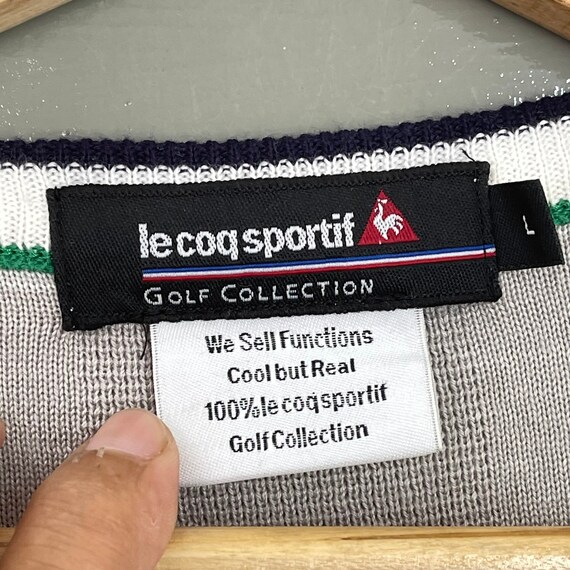 le coq sportif
GOLF COLLECTION
L
We Sell Functions
Cool but Real
100% le coq sportif
Golf Collection